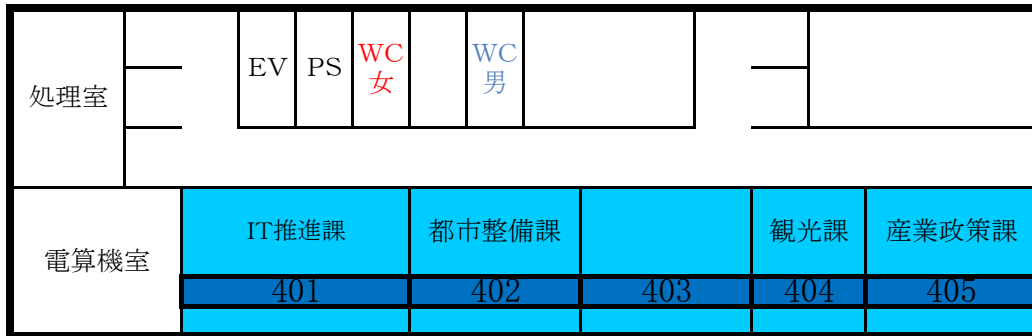 処理室
EV
PS
WC
女
WC
男
電算機室
IT推進課
都市整備課
観光課
産業政策課
401
402
403
404
405